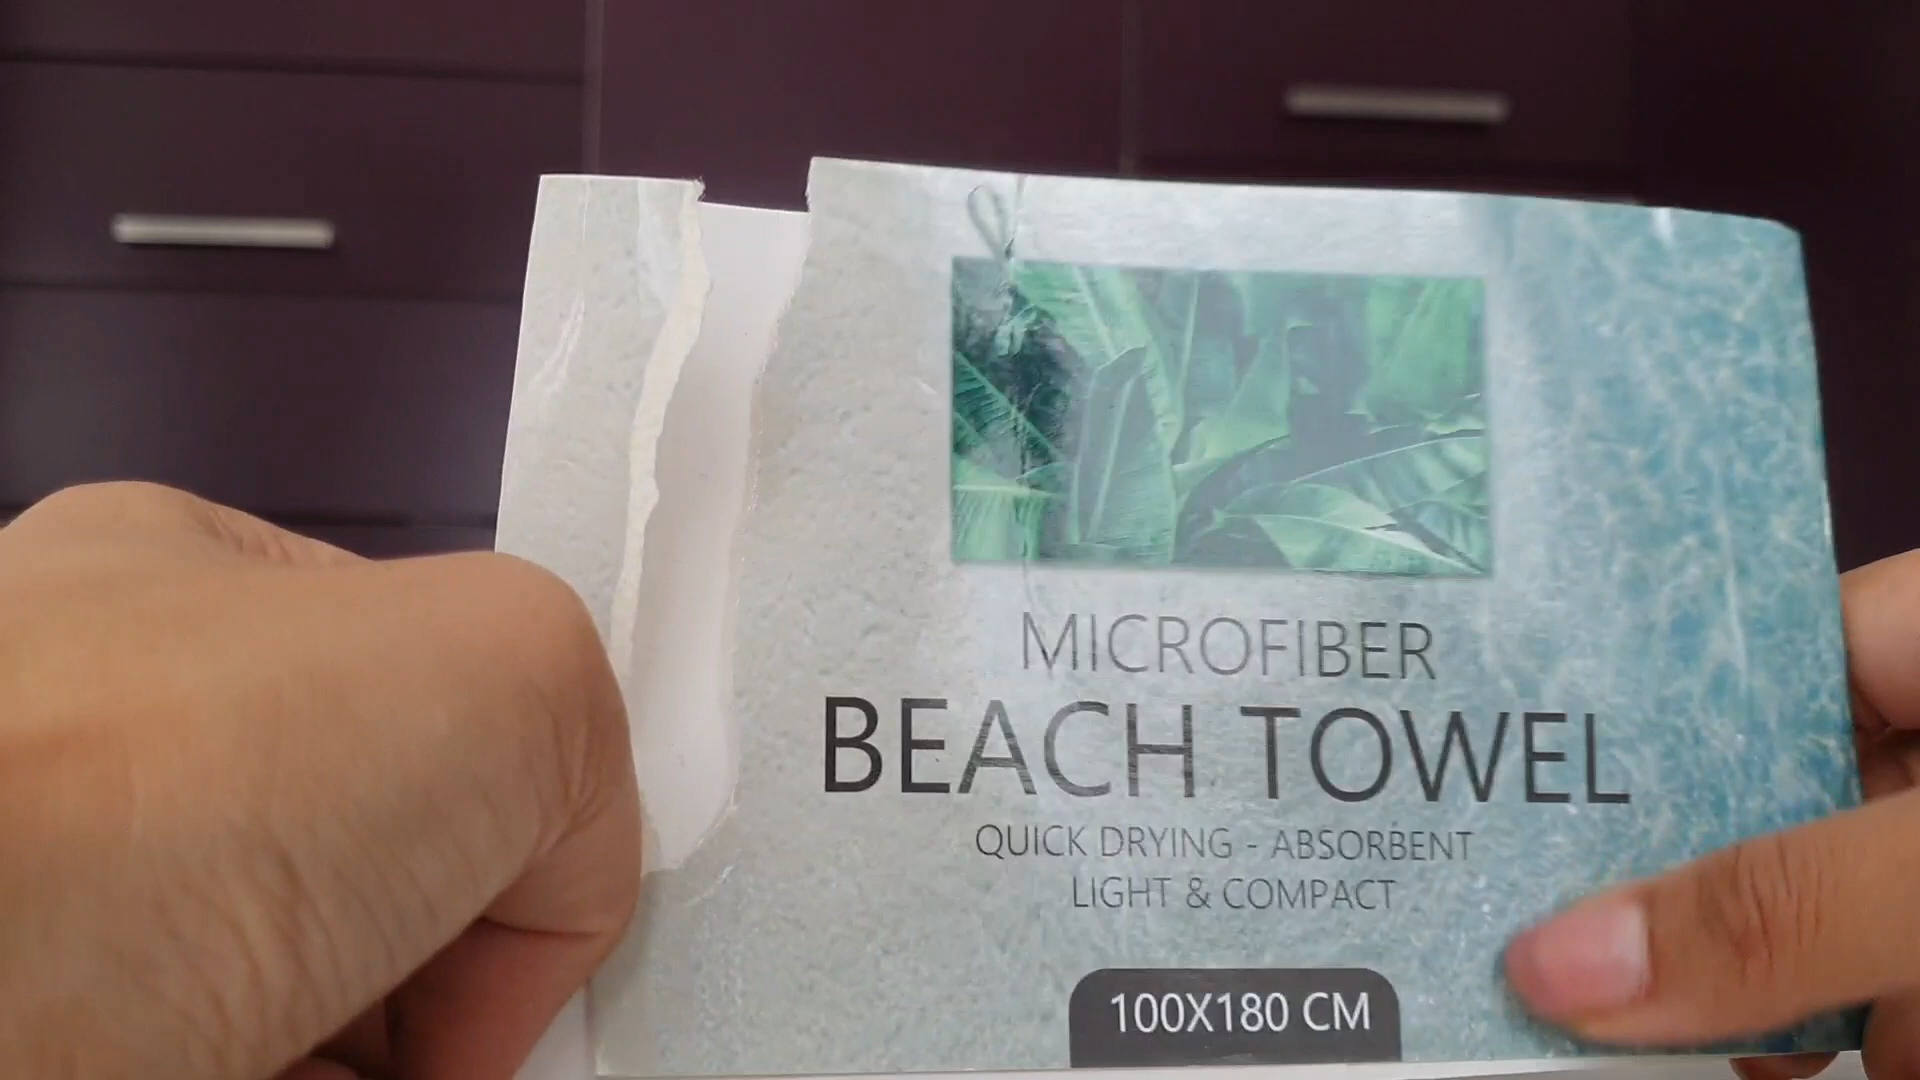 MICROFIBER
BEACH TOWEL
QUICK DRYING - ABSORBENT
LIGHT & COMPACT
100X180 CM